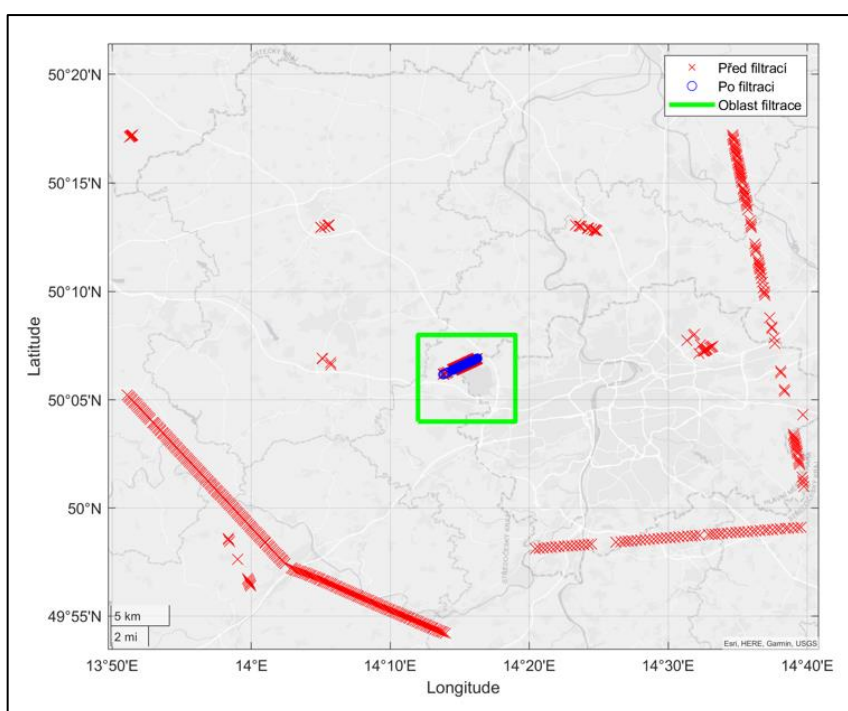 Před filtrací
Po filtraci
Oblast filtrace
50°20'N
50°15'N
50°10'N
50°05'N
50°N
49°55'N
Latitude
5 km
2 mi
Esri, HERE, Garmin, USGS
13°50'E
14°E
14°10'E
14°20'E
14°30'E
14°40'E
Longitude